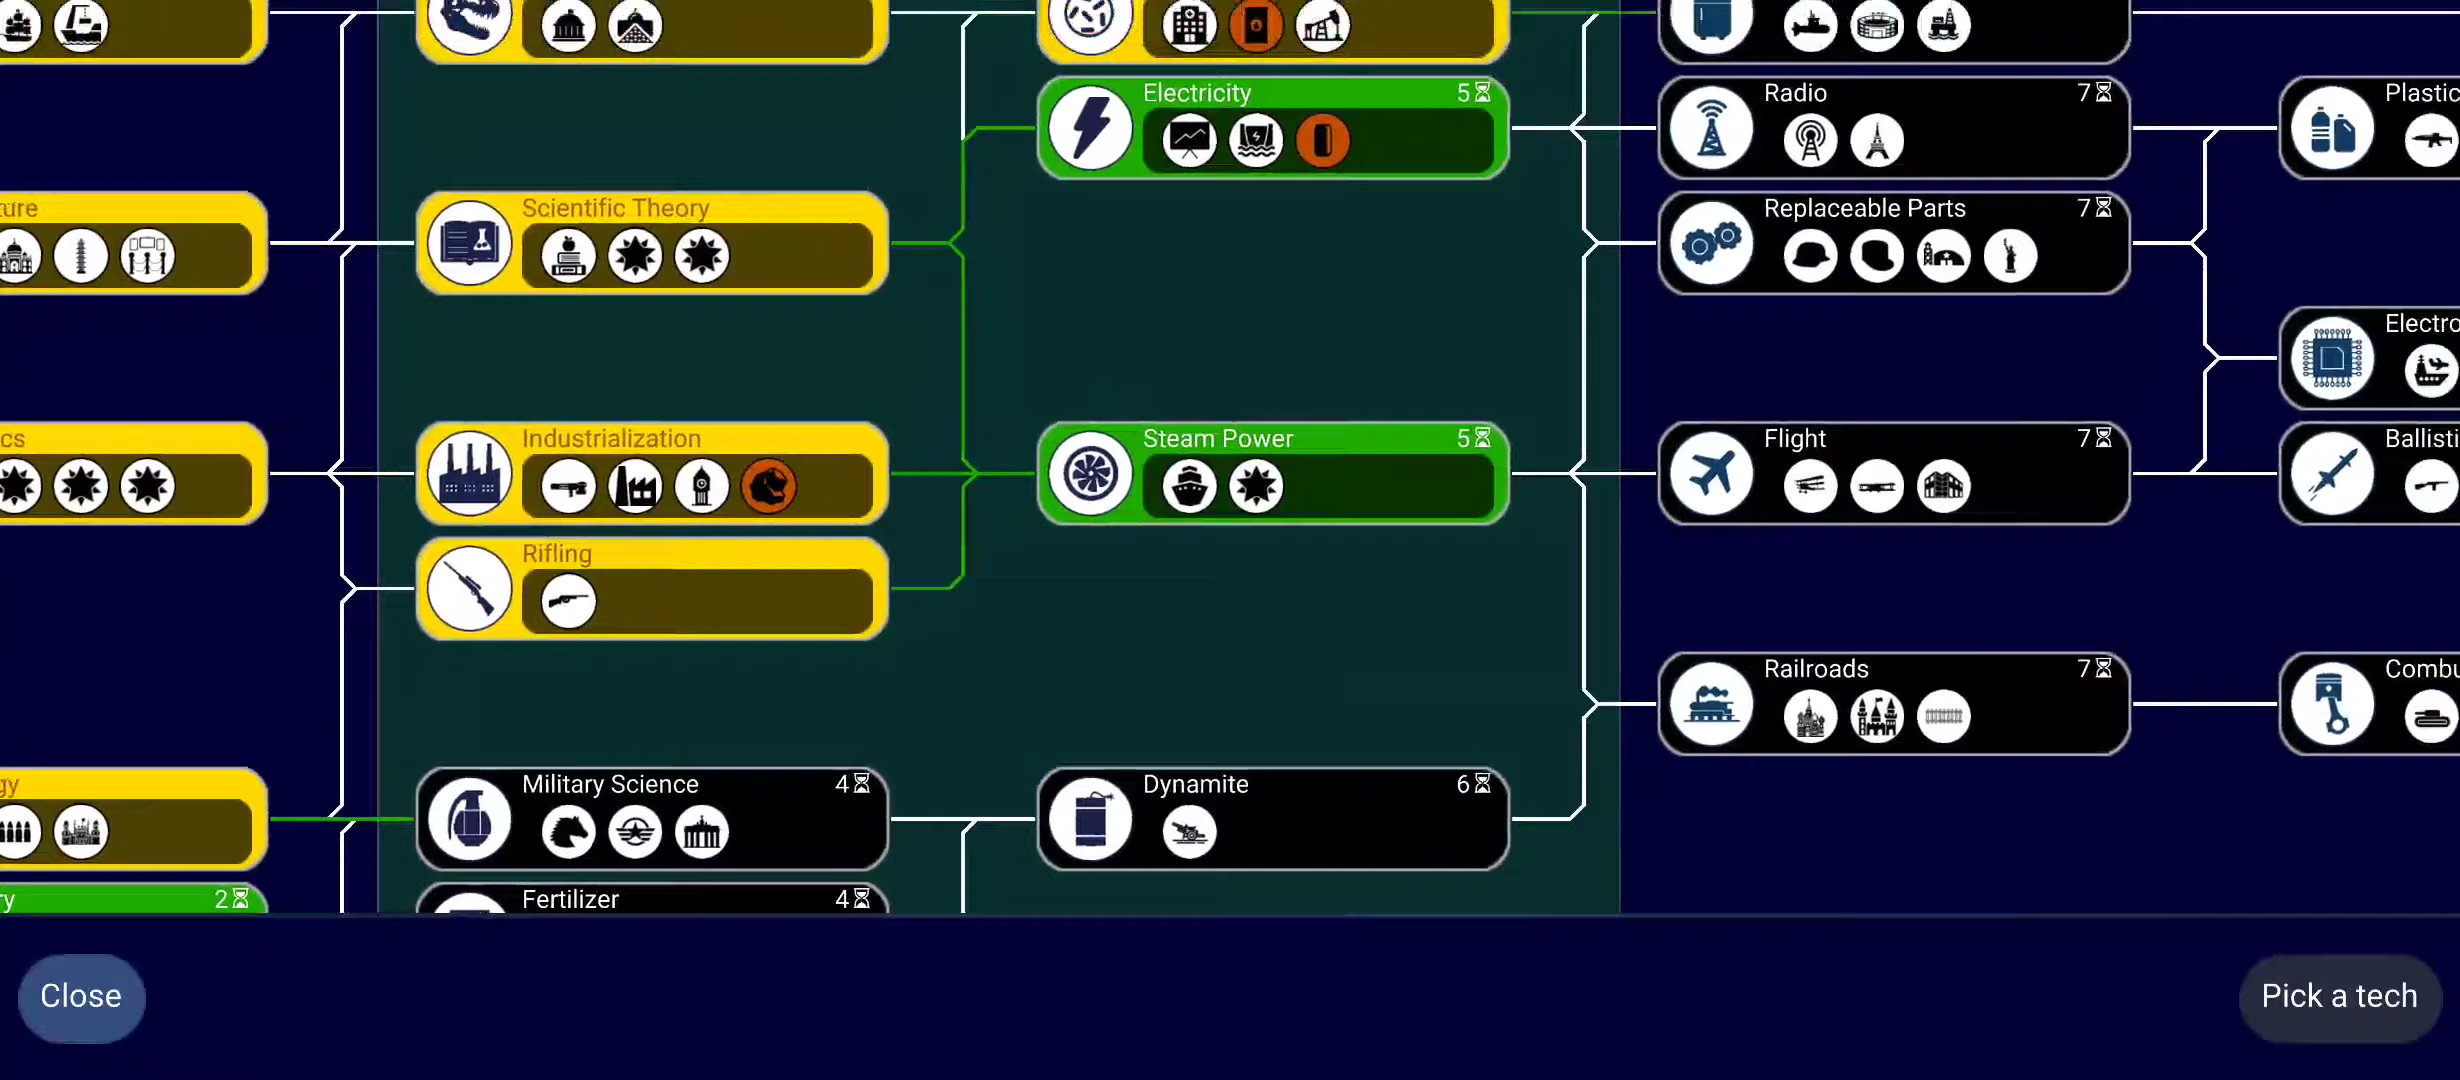 Electricity 5
Radio 7
Plastic
ture
Scientific Theory
Replaceable Parts 7
Electro
cs
Industrialization
Steam Power 5
Flight 7
Ballisti
Rifling
Railroads 7
Combu
gy
Military Science 4
Dynamite 6
ry 2
Fertilizer 4
Close
Pick a tech